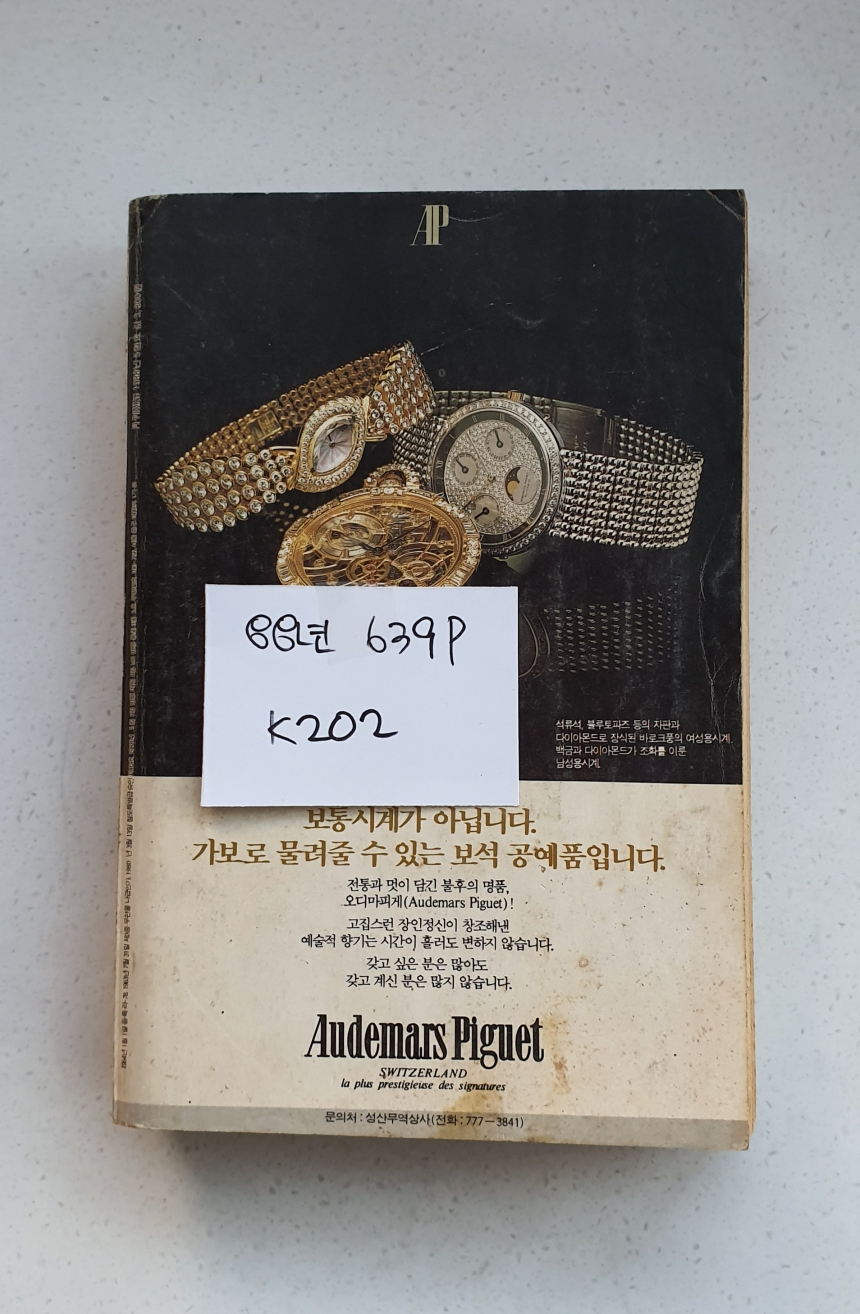 AP
88년 639P
K202
석류석, 블루토파즈 등의 자판과
다이아몬드로 장식된 바로크풍의 여성용시계.
백금과 다이아몬드가 조화를 이룬
남성용시계.
보통시계가 아닙니다.
가보로 물려줄 수 있는 보석 공예품입니다.
전통과 멋이 담긴 불후의 명품,
오디마피게(Audemars Piguet)!
고집스런 장인정신이 창조해낸
예술적 향기는 시간이 흘러도 변하지 않습니다.
갖고 싶은 분은 많아도
갖고 계신 분은 많지 않습니다.
Audemars Piguet
SWITZERLAND
la plus prestigieuse des signatures
문의처 : 성산무역상사(전화 : 777-3841)